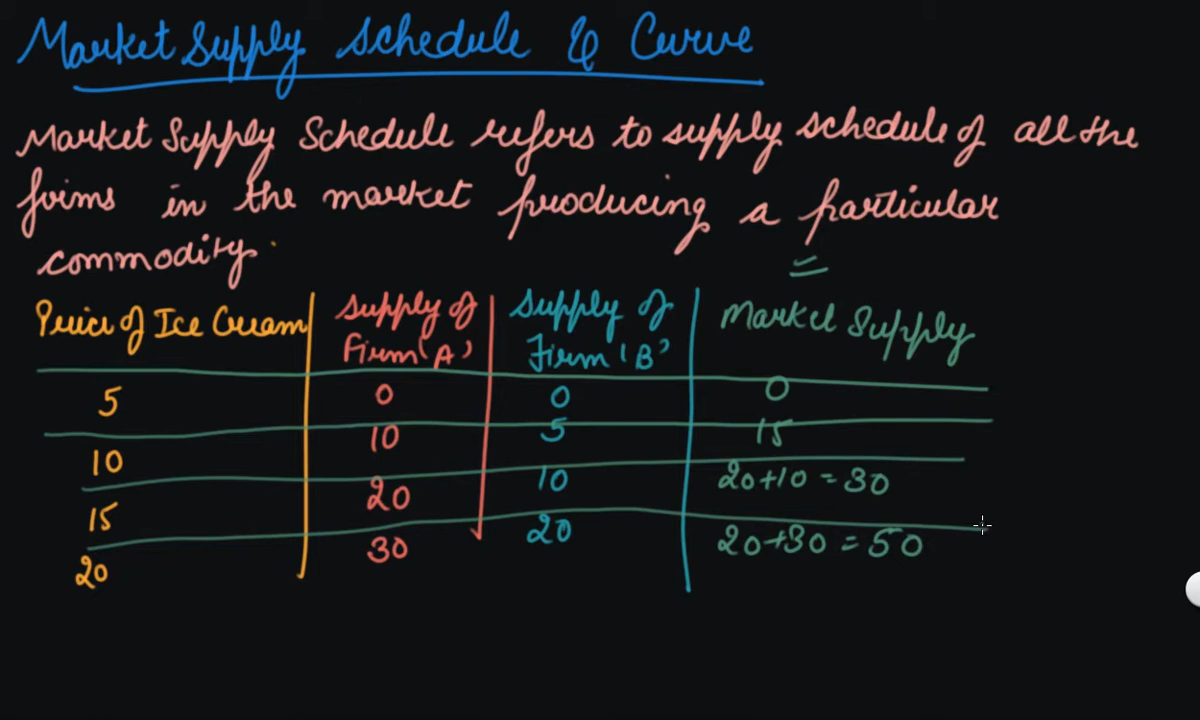 Market Supply Schedule & Curve
Market Supply Schedule refers to supply schedule of all the
firms in the market producing a particular
commodity.
Price of Ice Cream Supply of Firm 'A' Supply of Firm 'B' Market Supply
5 0 0 0
10 10 5 15
15 20 10 20+10 = 30
20 30 20 20+30 = 50